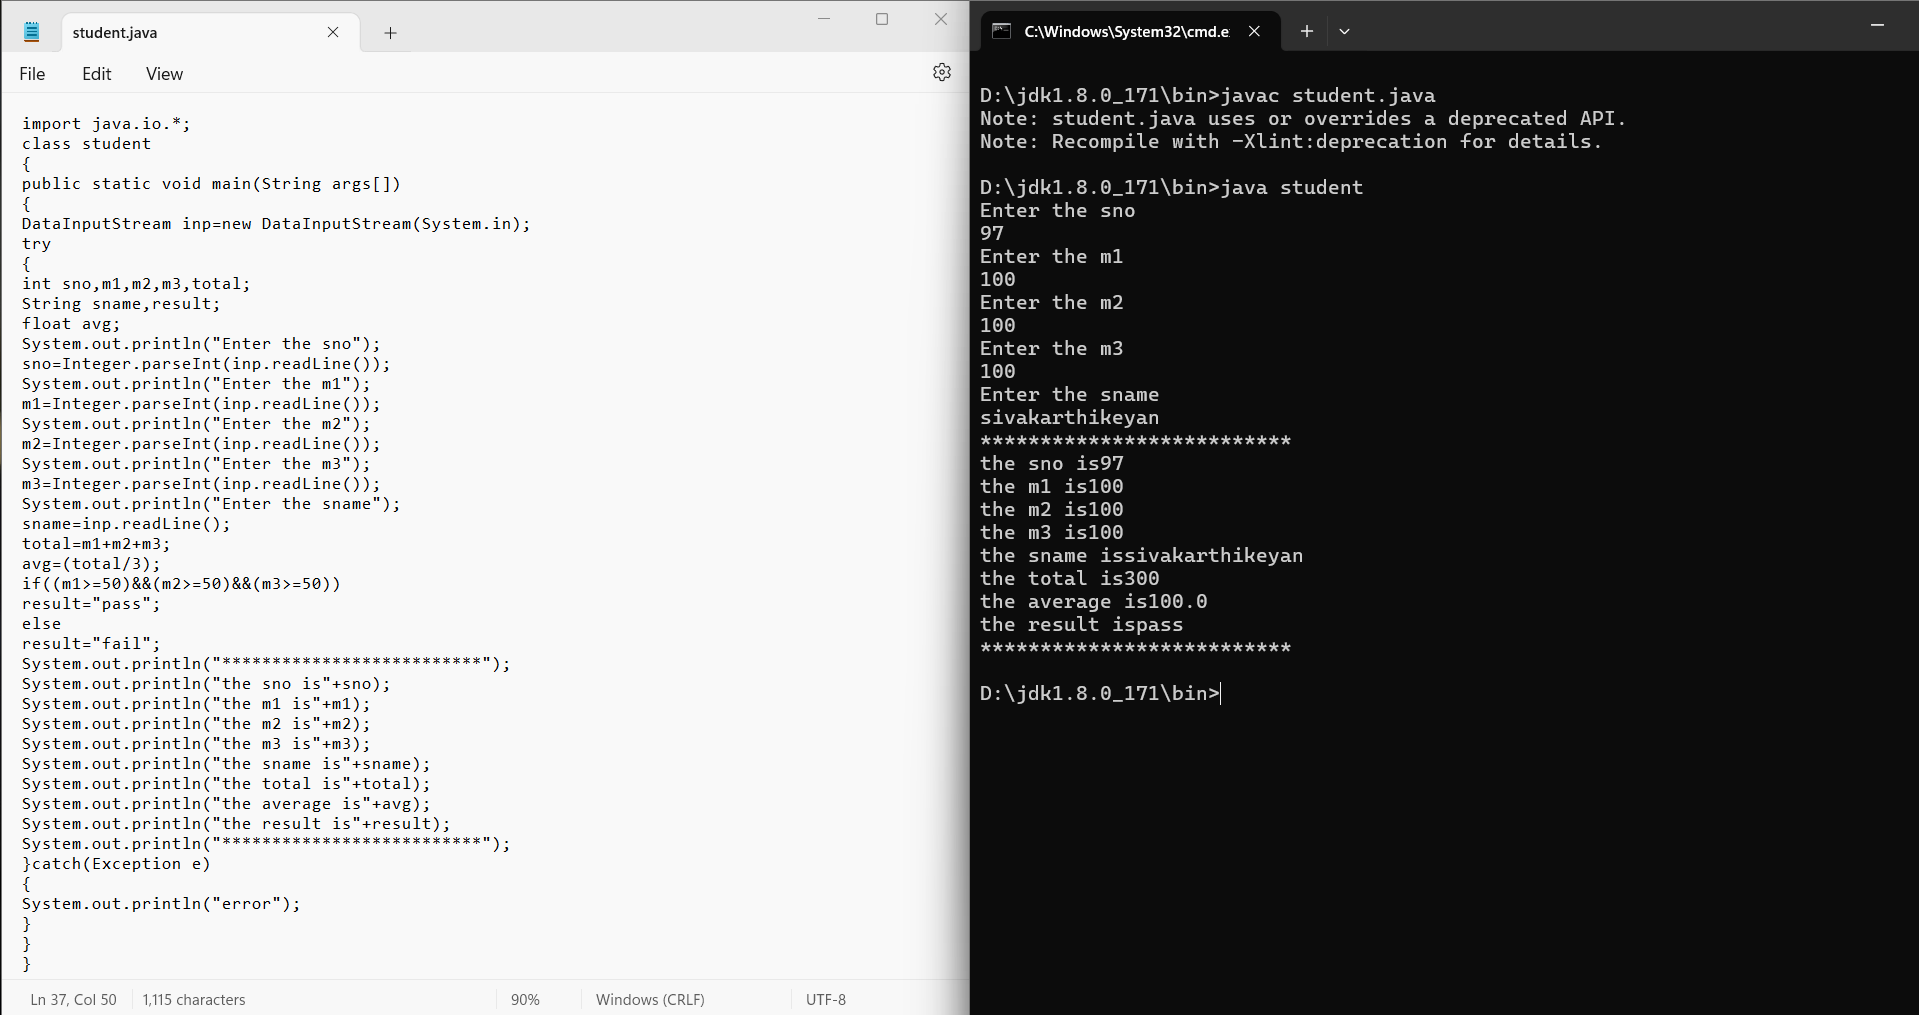 student.java
File Edit View
import java.io.*;
class student
{
public static void main(String args[])
{
DataInputStream inp=new DataInputStream(System.in);
try
{
int sno,m1,m2,m3,total;
String sname,result;
float avg;
System.out.println("Enter the sno");
sno=Integer.parseInt(inp.readLine());
System.out.println("Enter the m1");
m1=Integer.parseInt(inp.readLine());
System.out.println("Enter the m2");
m2=Integer.parseInt(inp.readLine());
System.out.println("Enter the m3");
m3=Integer.parseInt(inp.readLine());
System.out.println("Enter the sname");
sname=inp.readLine();
total=m1+m2+m3;
avg=(total/3);
if((m1>=50)&&(m2>=50)&&(m3>=50))
result="pass";
else
result="fail";
System.out.println("**************************");
System.out.println("the sno is"+sno);
System.out.println("the m1 is"+m1);
System.out.println("the m2 is"+m2);
System.out.println("the m3 is"+m3);
System.out.println("the sname is"+sname);
System.out.println("the total is"+total);
System.out.println("the average is"+avg);
System.out.println("the result is"+result);
System.out.println("**************************");
}catch(Exception e)
{
System.out.println("error");
}
}
}
Ln 37, Col 50 1,115 characters 90% Windows (CRLF) UTF-8
C:\Windows\System32\cmd.e
D:\jdk1.8.0_171\bin>javac student.java
Note: student.java uses or overrides a deprecated API.
Note: Recompile with -Xlint:deprecation for details.
D:\jdk1.8.0_171\bin>java student
Enter the sno
97
Enter the m1
100
Enter the m2
100
Enter the m3
100
Enter the sname
sivakarthikeyan
**************************
the sno is97
the m1 is100
the m2 is100
the m3 is100
the sname issivakarthikeyan
the total is300
the average is100.0
the result ispass
**************************
D:\jdk1.8.0_171\bin>